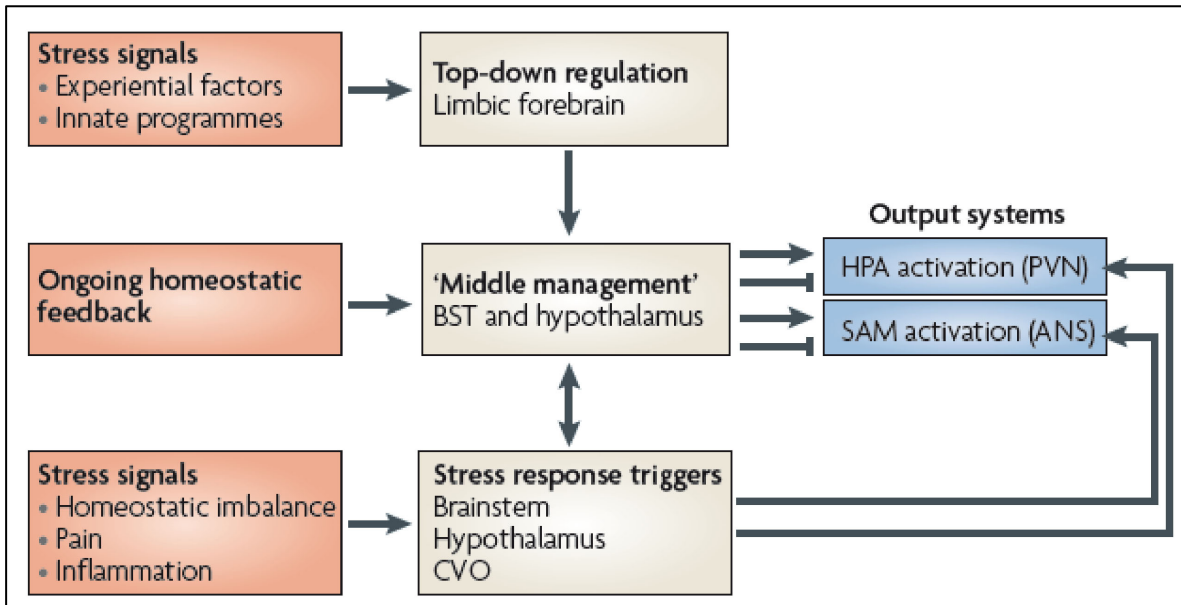 Stress signals
• Experiential factors
• Innate programmes
Top-down regulation
Limbic forebrain
Output systems
Ongoing homeostatic
feedback
'Middle management'
BST and hypothalamus
HPA activation (PVN)
SAM activation (ANS)
Stress signals
• Homeostatic imbalance
• Pain
• Inflammation
Stress response triggers
Brainstem
Hypothalamus
CVO